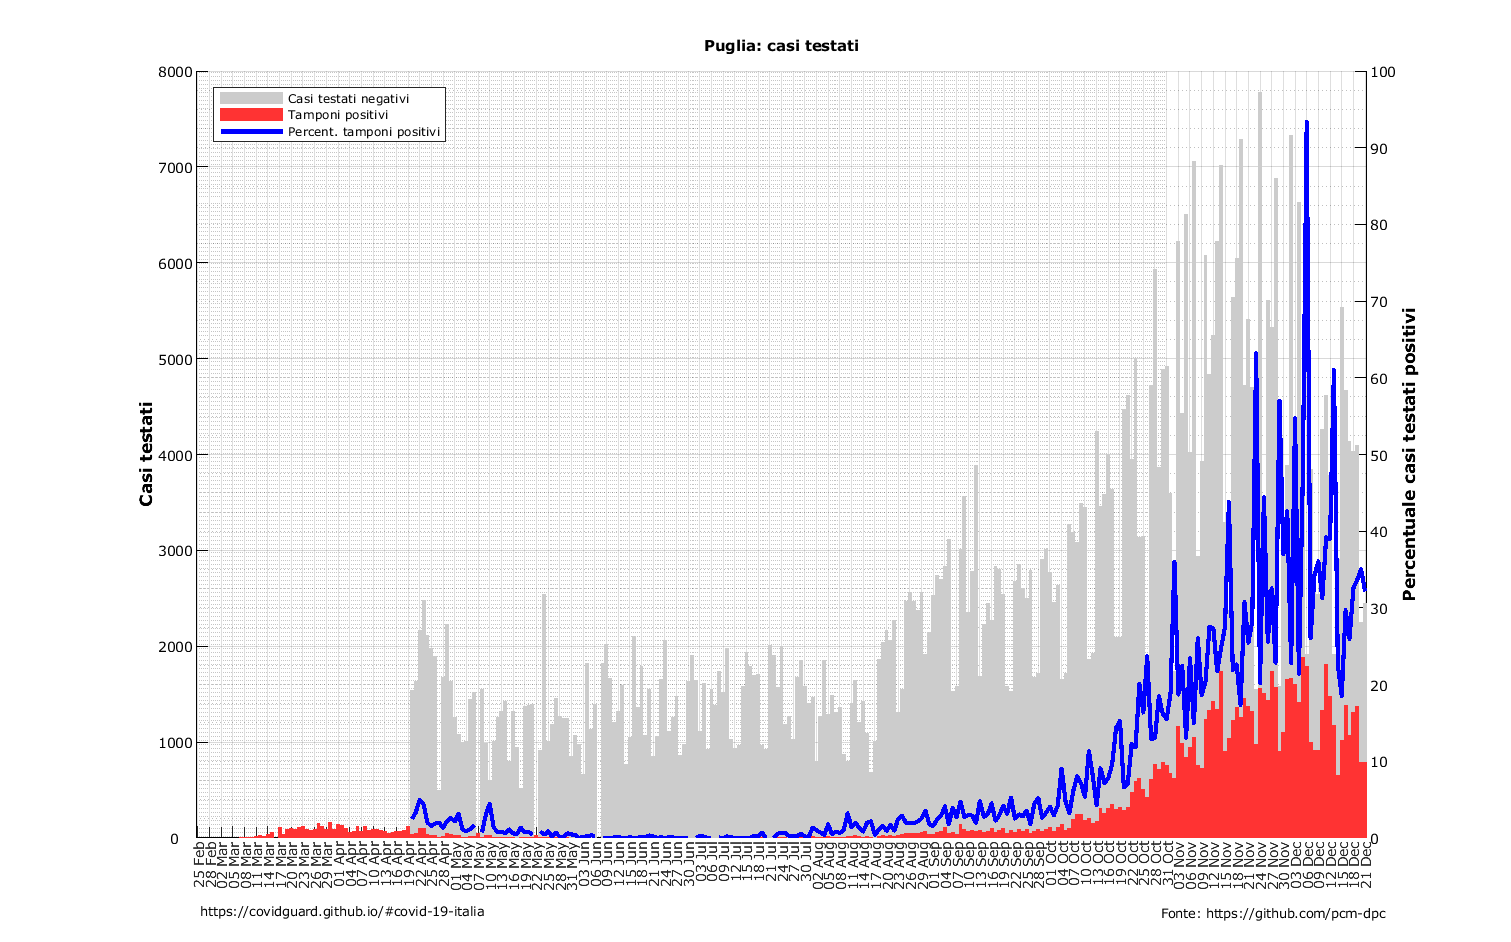 Puglia: casi testati
Casi testati negativi
Tamponi positivi
Percent. tamponi positivi
Casi testati
8000
7000
6000
5000
4000
3000
2000
1000
0
100
90
80
70
60
50
40
30
20
10
0
Percentuale casi testati positivi
25 Feb
28 Feb
02 Mar
05 Mar
08 Mar
11 Mar
14 Mar
17 Mar
20 Mar
23 Mar
26 Mar
29 Mar
01 Apr
04 Apr
07 Apr
10 Apr
13 Apr
16 Apr
19 Apr
22 Apr
25 Apr
28 Apr
01 May
04 May
07 May
10 May
13 May
16 May
19 May
22 May
25 May
28 May
31 May
03 Jun
06 Jun
09 Jun
12 Jun
15 Jun
18 Jun
21 Jun
24 Jun
27 Jun
30 Jun
03 Jul
06 Jul
09 Jul
12 Jul
15 Jul
18 Jul
21 Jul
24 Jul
27 Jul
30 Jul
02 Aug
05 Aug
08 Aug
11 Aug
14 Aug
17 Aug
20 Aug
23 Aug
26 Aug
29 Aug
01 Sep
04 Sep
07 Sep
10 Sep
13 Sep
16 Sep
19 Sep
22 Sep
25 Sep
28 Sep
01 Oct
04 Oct
07 Oct
10 Oct
13 Oct
16 Oct
19 Oct
22 Oct
25 Oct
28 Oct
31 Oct
03 Nov
06 Nov
09 Nov
12 Nov
15 Nov
18 Nov
21 Nov
24 Nov
27 Nov
30 Nov
03 Dec
06 Dec
09 Dec
12 Dec
15 Dec
18 Dec
21 Dec
https://covidguard.github.io/#covid-19-italia
Fonte: https://github.com/pcm-dpc